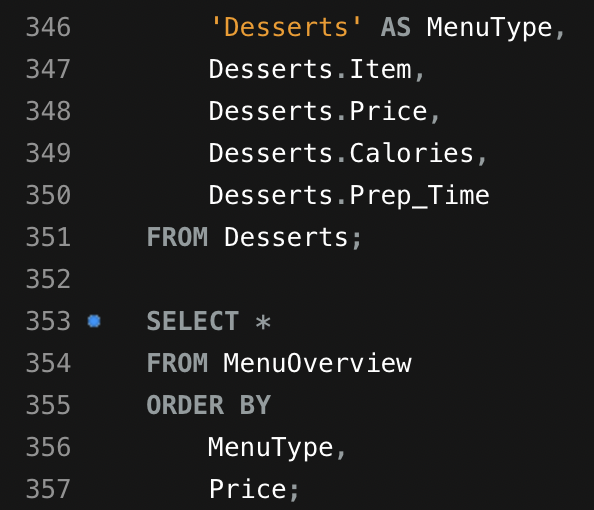 346 'Desserts' AS MenuType,
347 Desserts.Item,
348 Desserts.Price,
349 Desserts.Calories,
350 Desserts.Prep_Time
351 FROM Desserts;
352
353 SELECT *
354 FROM MenuOverview
355 ORDER BY
356 MenuType,
357 Price;